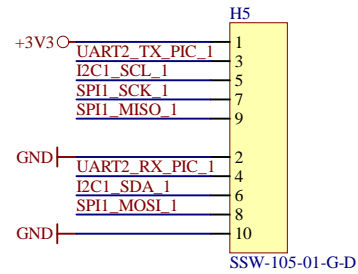 H5
+3V3 1
UART2_TX_PIC_1 3
I2C1_SCL_1 5
SPI1_SCK_1 7
SPI1_MISO_1 9
GND 2
UART2_RX_PIC_1 4
I2C1_SDA_1 6
SPI1_MOSI_1 8
GND 10
SSW-105-01-G-D